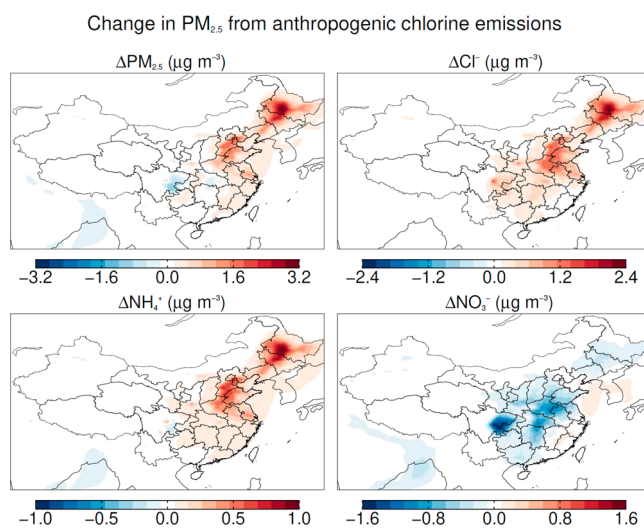 Change in PM₂.₅ from anthropogenic chlorine emissions
ΔPM₂.₅ (μg m⁻³)
ΔCl⁻ (μg m⁻³)
−3.2 −1.6 0.0 1.6 3.2
−2.4 −1.2 0.0 1.2 2.4
ΔNH₄⁺ (μg m⁻³)
ΔNO₃⁻ (μg m⁻³)
−1.0 −0.5 0.0 0.5 1.0
−1.6 −0.8 0.0 0.8 1.6